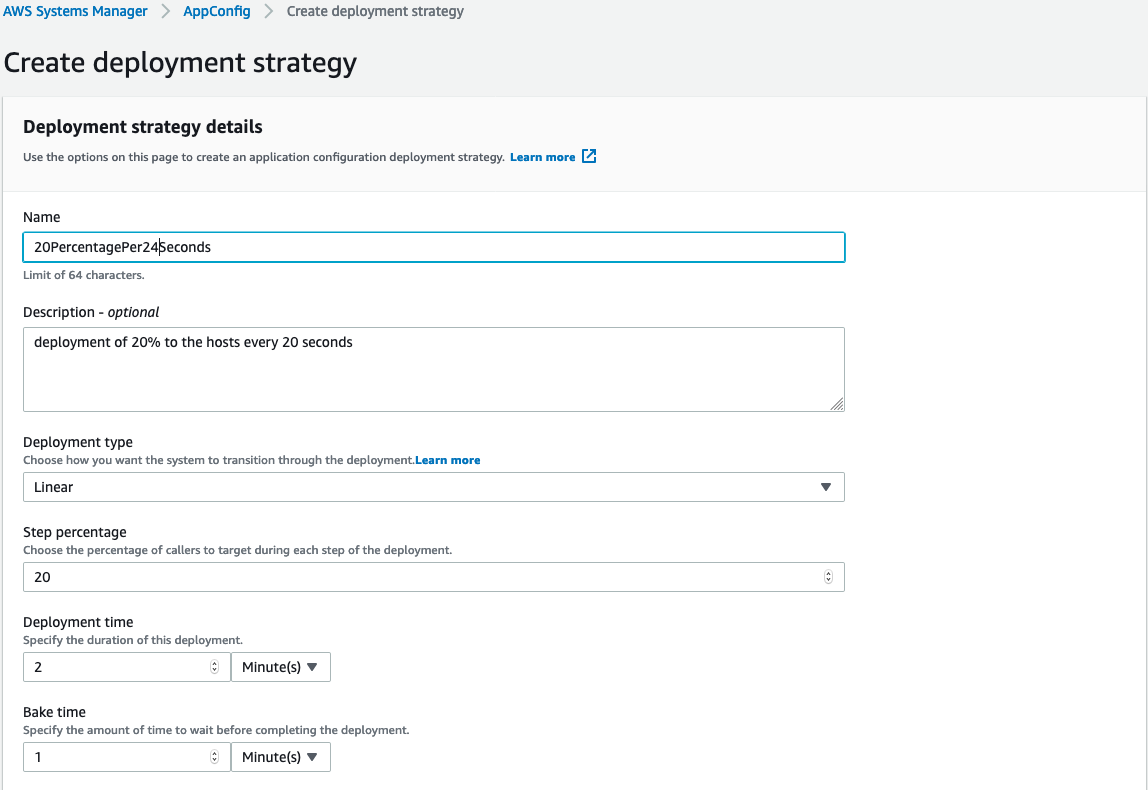 AWS Systems Manager > AppConfig > Create deployment strategy
Create deployment strategy
Deployment strategy details
Use the options on this page to create an application configuration deployment strategy. Learn more
Name
20PercentagePer24Seconds
Limit of 64 characters.
Description - optional
deployment of 20% to the hosts every 20 seconds
Deployment type
Choose how you want the system to transition through the deployment.Learn more
Linear
Step percentage
Choose the percentage of callers to target during each step of the deployment.
20
Deployment time
Specify the duration of this deployment.
2 Minute(s)
Bake time
Specify the amount of time to wait before completing the deployment.
1 Minute(s)